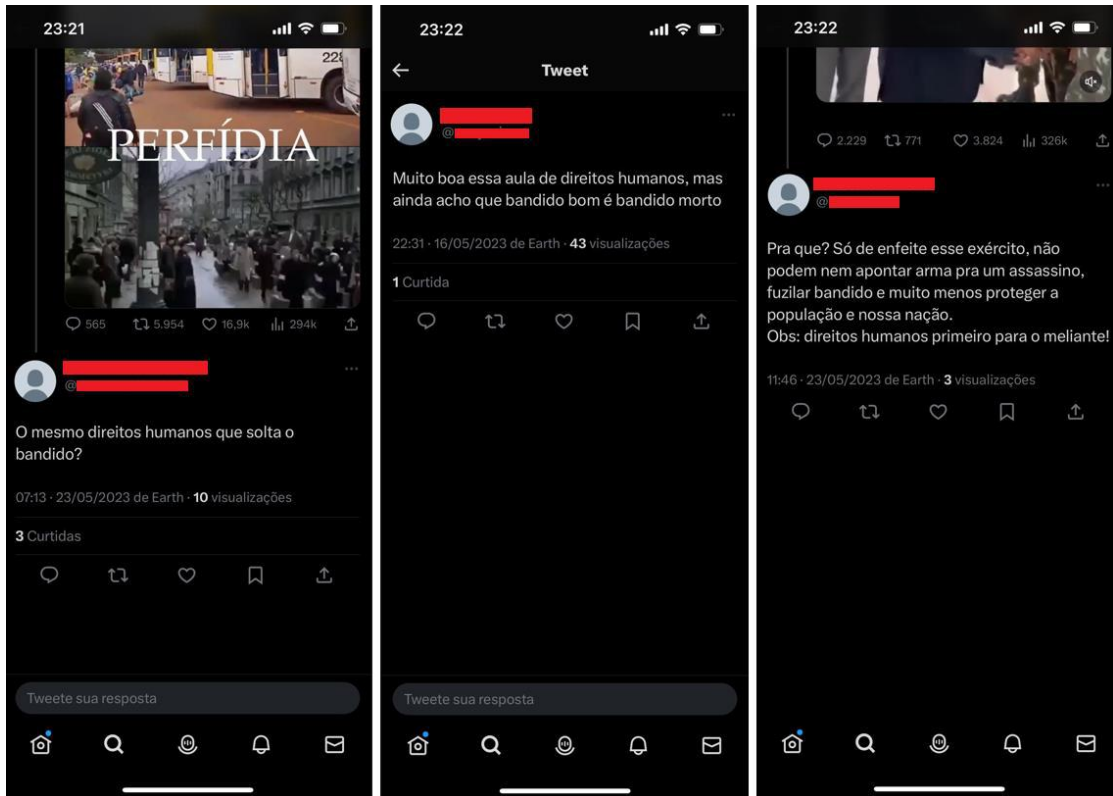 23:21
228
PERFÍDIA
565 5.954 16,9k 294k
@
O mesmo direitos humanos que solta o
bandido?
07:13 · 23/05/2023 de Earth · 10 visualizações
3 Curtidas
Tweete sua resposta
23:22
Tweet
@
Muito boa essa aula de direitos humanos, mas
ainda acho que bandido bom é bandido morto
22:31 · 16/05/2023 de Earth · 43 visualizações
1 Curtida
Tweete sua resposta
23:22
2.229 771 3.824 326k
@
Pra que? Só de enfeite esse exército, não
podem nem apontar arma pra um assassino,
fuzilar bandido e muito menos proteger a
população e nossa nação.
Obs: direitos humanos primeiro para o meliante!
11:46 · 23/05/2023 de Earth · 3 visualizações